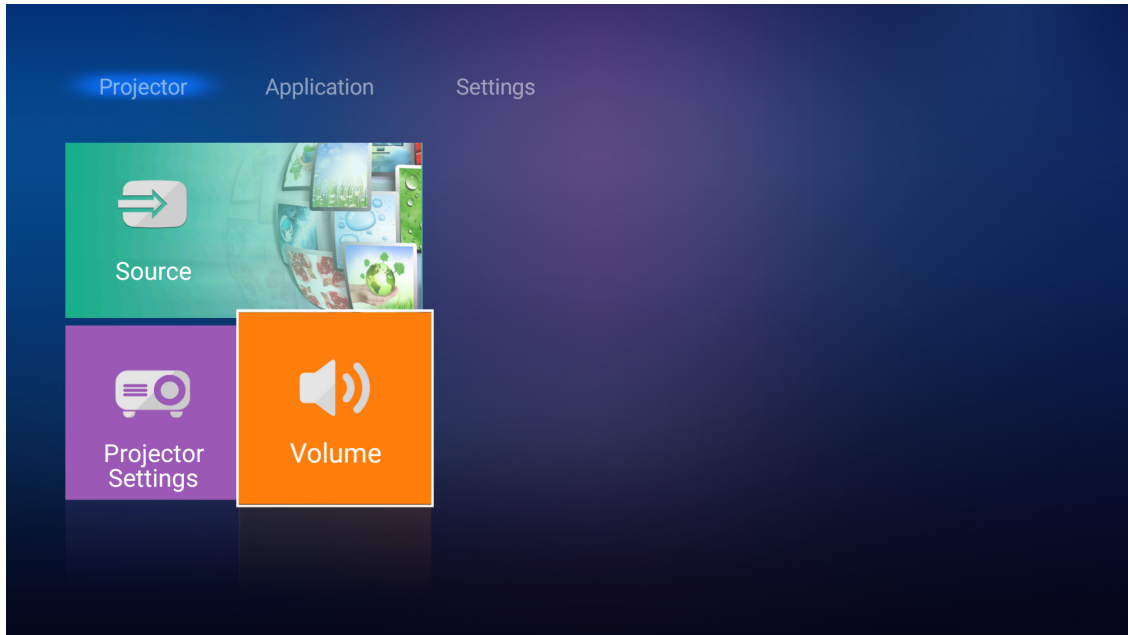 Projector
Application
Settings
Source
Projector
Settings
Volume